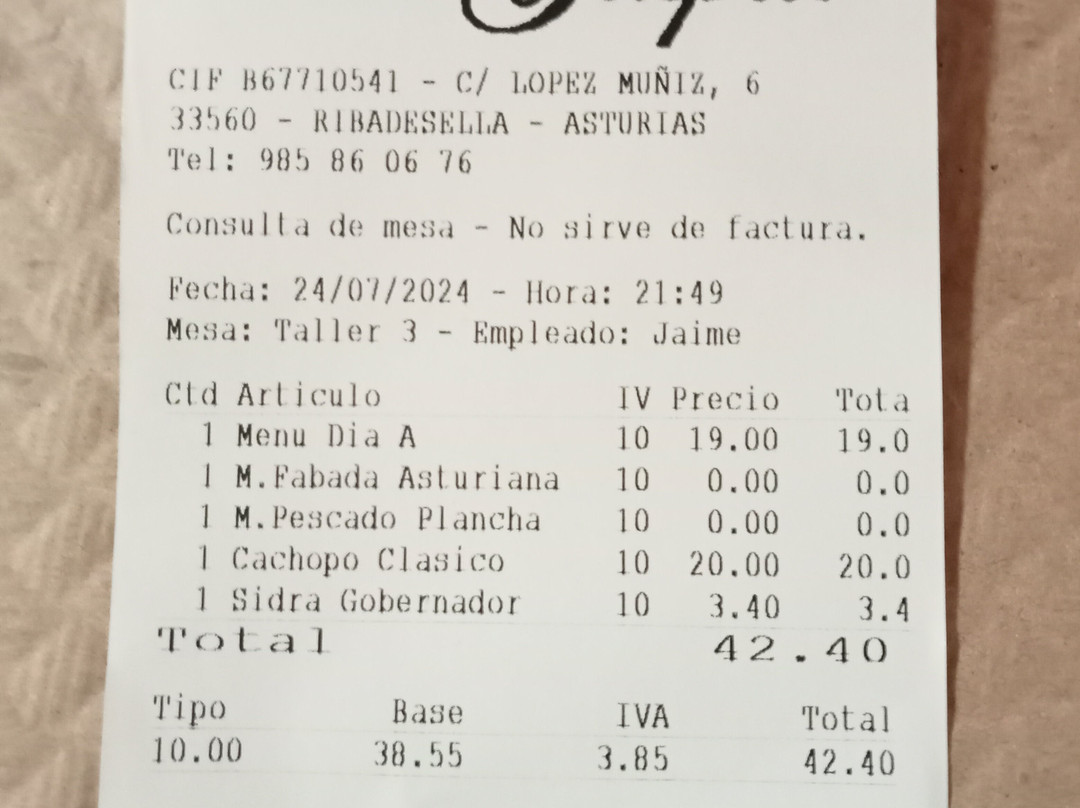 CIF B67710541 - C/ LOPEZ MUÑIZ, 6
33560 - RIBADESELLA - ASTURIAS
Tel: 985 86 06 76
Consulta de mesa - No sirve de factura.
Fecha: 24/07/2024 - Hora: 21:49
Mesa: Taller 3 - Empleado: Jaime
Ctd Articulo IV Precio Tota
1 Menu Dia A 10 19.00 19.0
1 M.Fabada Asturiana 10 0.00 0.0
1 M.Pescado Plancha 10 0.00 0.0
1 Cachopo Clasico 10 20.00 20.0
1 Sidra Gobernador 10 3.40 3.4
Total 42.40
Tipo Base IVA Total
10.00 38.55 3.85 42.40